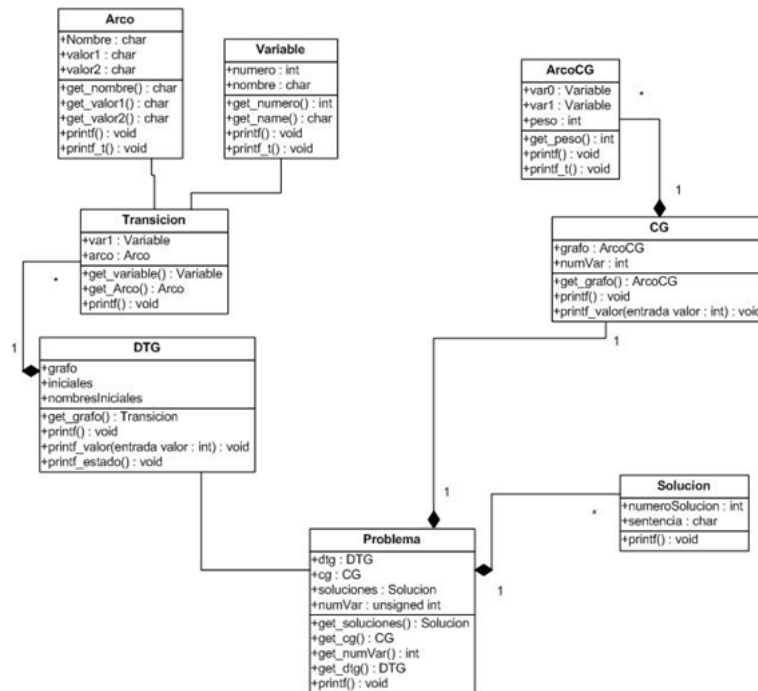 Arco
+Nombre : char
+valor1 : char
+valor2 : char
+get_nombre() : char
+get_valor1() : char
+get_valor2() : char
+printf() : void
+printf_t() : void
Variable
+numero : int
+nombre : char
+get_numero() : int
+get_name() : char
+printf() : void
+printf_t() : void
ArcoCG
+var0 : Variable
+var1 : Variable
+peso : int
+get_peso() : int
+printf() : void
+printf_t() : void
*
1
Transicion
+var1 : Variable
+arco : Arco
+get_variable() : Variable
+get_Arco() : Arco
+printf() : void
*
1
CG
+grafo : ArcoCG
+numVar : int
+get_grafo() : ArcoCG
+printf() : void
+printf_valor(entrada valor : int) : void
1
DTG
+grafo
+iniciales
+nombresIniciales
+get_grafo() : Transicion
+printf() : void
+printf_valor(entrada valor : int) : void
+printf_estado() : void
1
Solucion
+numeroSolucion : int
+sentencia : char
+printf() : void
*
1
Problema
+dtg : DTG
+cg : CG
+soluciones : Solucion
+numVar : unsigned int
+get_soluciones() : Solucion
+get_cg() : CG
+get_numVar() : int
+get_dtg() : DTG
+printf() : void